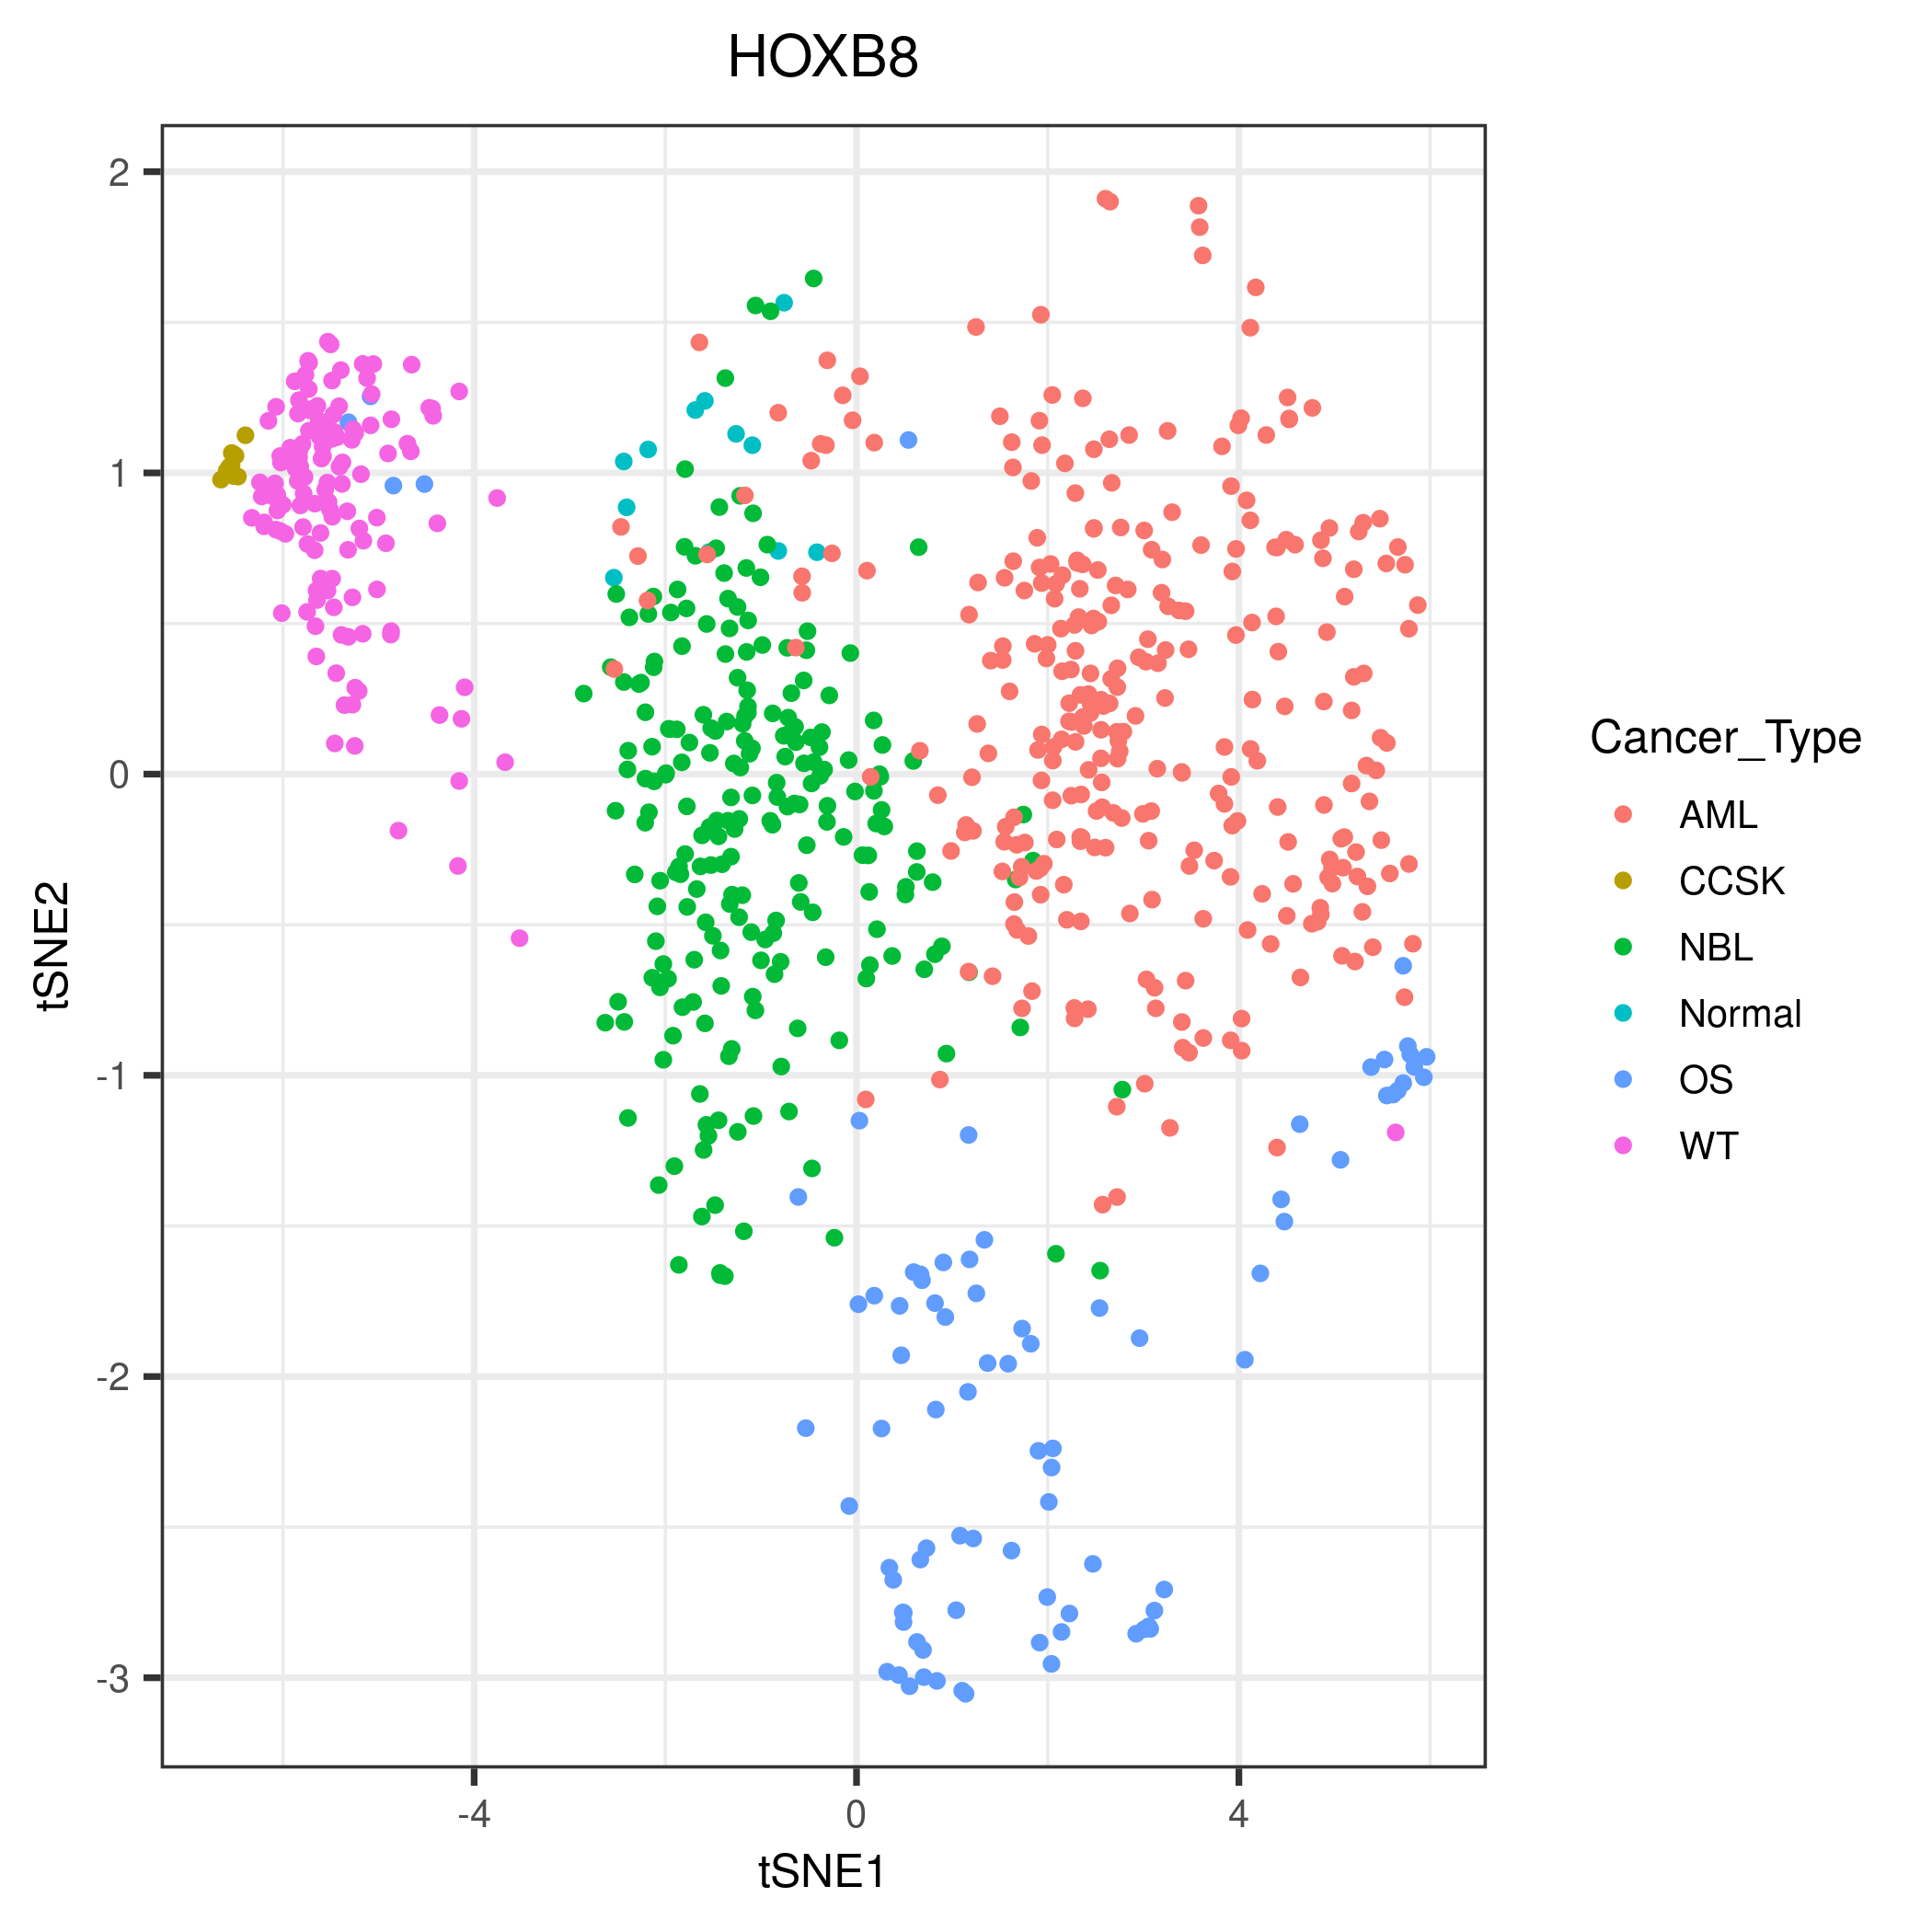 HOXB8
2
1
0
-1
-2
-3
tSNE2
-4
0
4
tSNE1
Cancer_Type
AML
CCSK
NBL
Normal
OS
WT